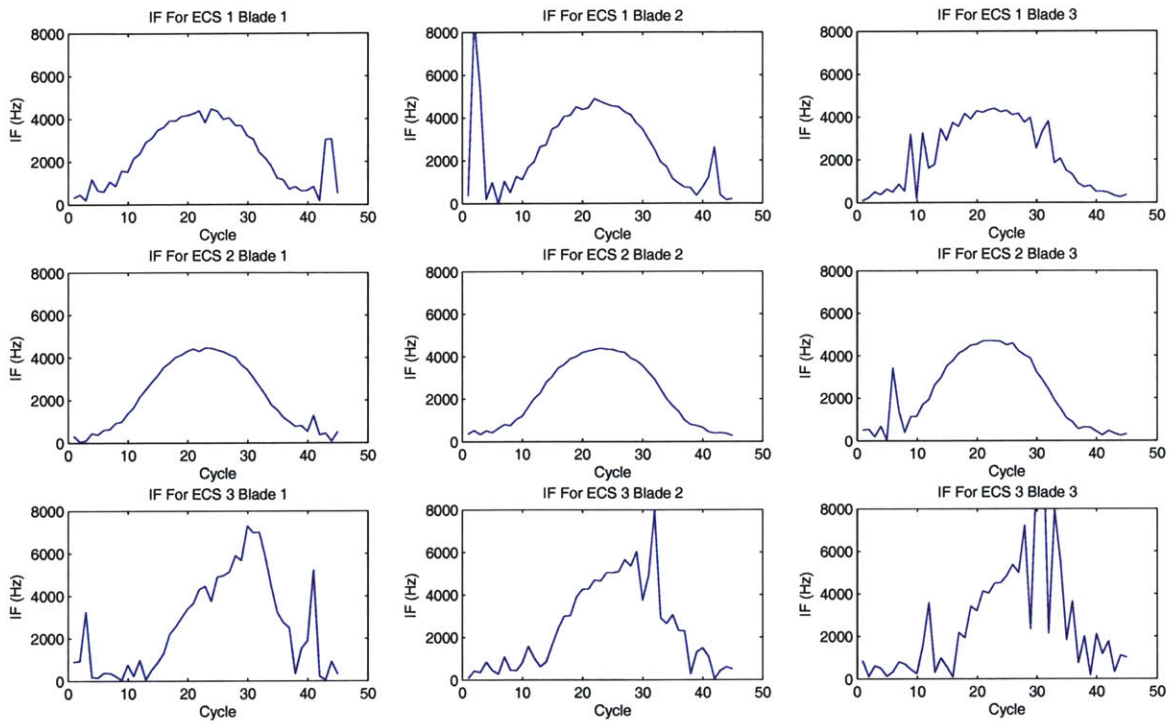 IF For ECS 1 Blade 1
IF For ECS 1 Blade 2
IF For ECS 1 Blade 3
8000
6000
4000
2000
0
IF (Hz)
0 10 20 30 40 50
Cycle
8000
6000
4000
2000
0
IF (Hz)
0 10 20 30 40 50
Cycle
8000
6000
4000
2000
0
IF (Hz)
0 10 20 30 40 50
Cycle
IF For ECS 2 Blade 1
IF For ECS 2 Blade 2
IF For ECS 2 Blade 3
8000
6000
4000
2000
0
IF (Hz)
0 10 20 30 40 50
Cycle
8000
6000
4000
2000
0
IF (Hz)
0 10 20 30 40 50
Cycle
8000
6000
4000
2000
0
IF (Hz)
0 10 20 30 40 50
Cycle
IF For ECS 3 Blade 1
IF For ECS 3 Blade 2
IF For ECS 3 Blade 3
8000
6000
4000
2000
0
IF (Hz)
0 10 20 30 40 50
Cycle
8000
6000
4000
2000
0
IF (Hz)
0 10 20 30 40 50
Cycle
8000
6000
4000
2000
0
IF (Hz)
0 10 20 30 40 50
Cycle